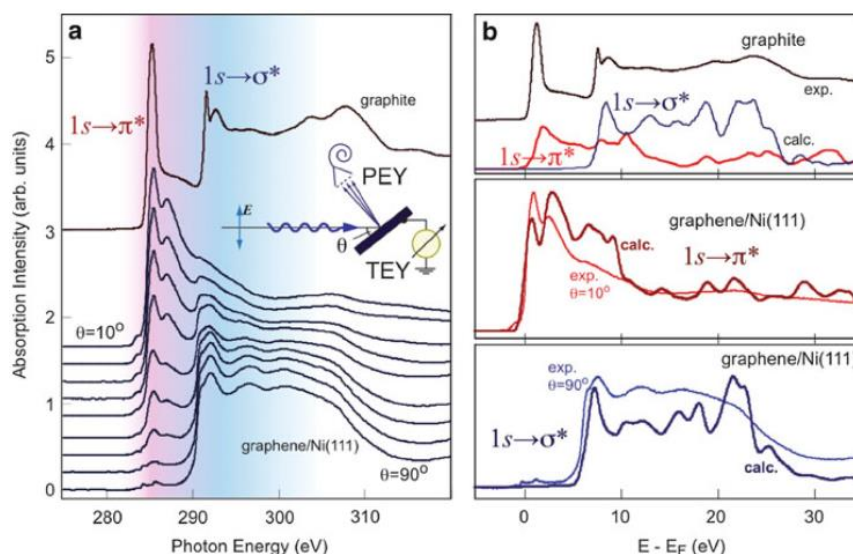 a
5
4
3
2
1
0
Absorption Intensity (arb. units)
1s→π*
1s→σ*
graphite
E
PEY
θ
TEY
θ=10°
graphene/Ni(111)
θ=90°
280
290
300
310
Photon Energy (eV)
b
graphite
exp.
1s→σ*
1s→π*
calc.
graphene/Ni(111)
calc.
1s→π*
exp.
θ=10°
graphene/Ni(111)
exp.
θ=90°
1s→σ*
calc.
0
10
20
30
E - EF (eV)